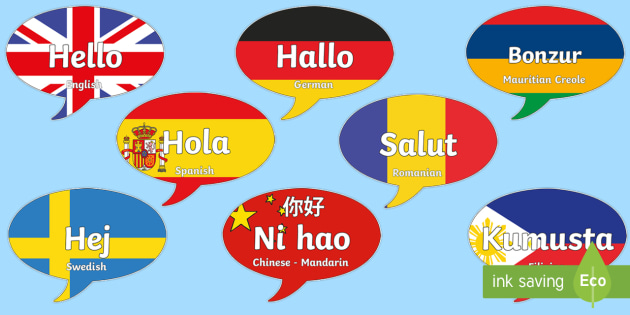 Hello
English
Hallo
German
Bonzur
Mauritian Creole
Hola
Spanish
Salut
Romanian
Hej
Swedish
你好
Ni hao
Chinese - Mandarin
Kumusta
ink saving
Eco